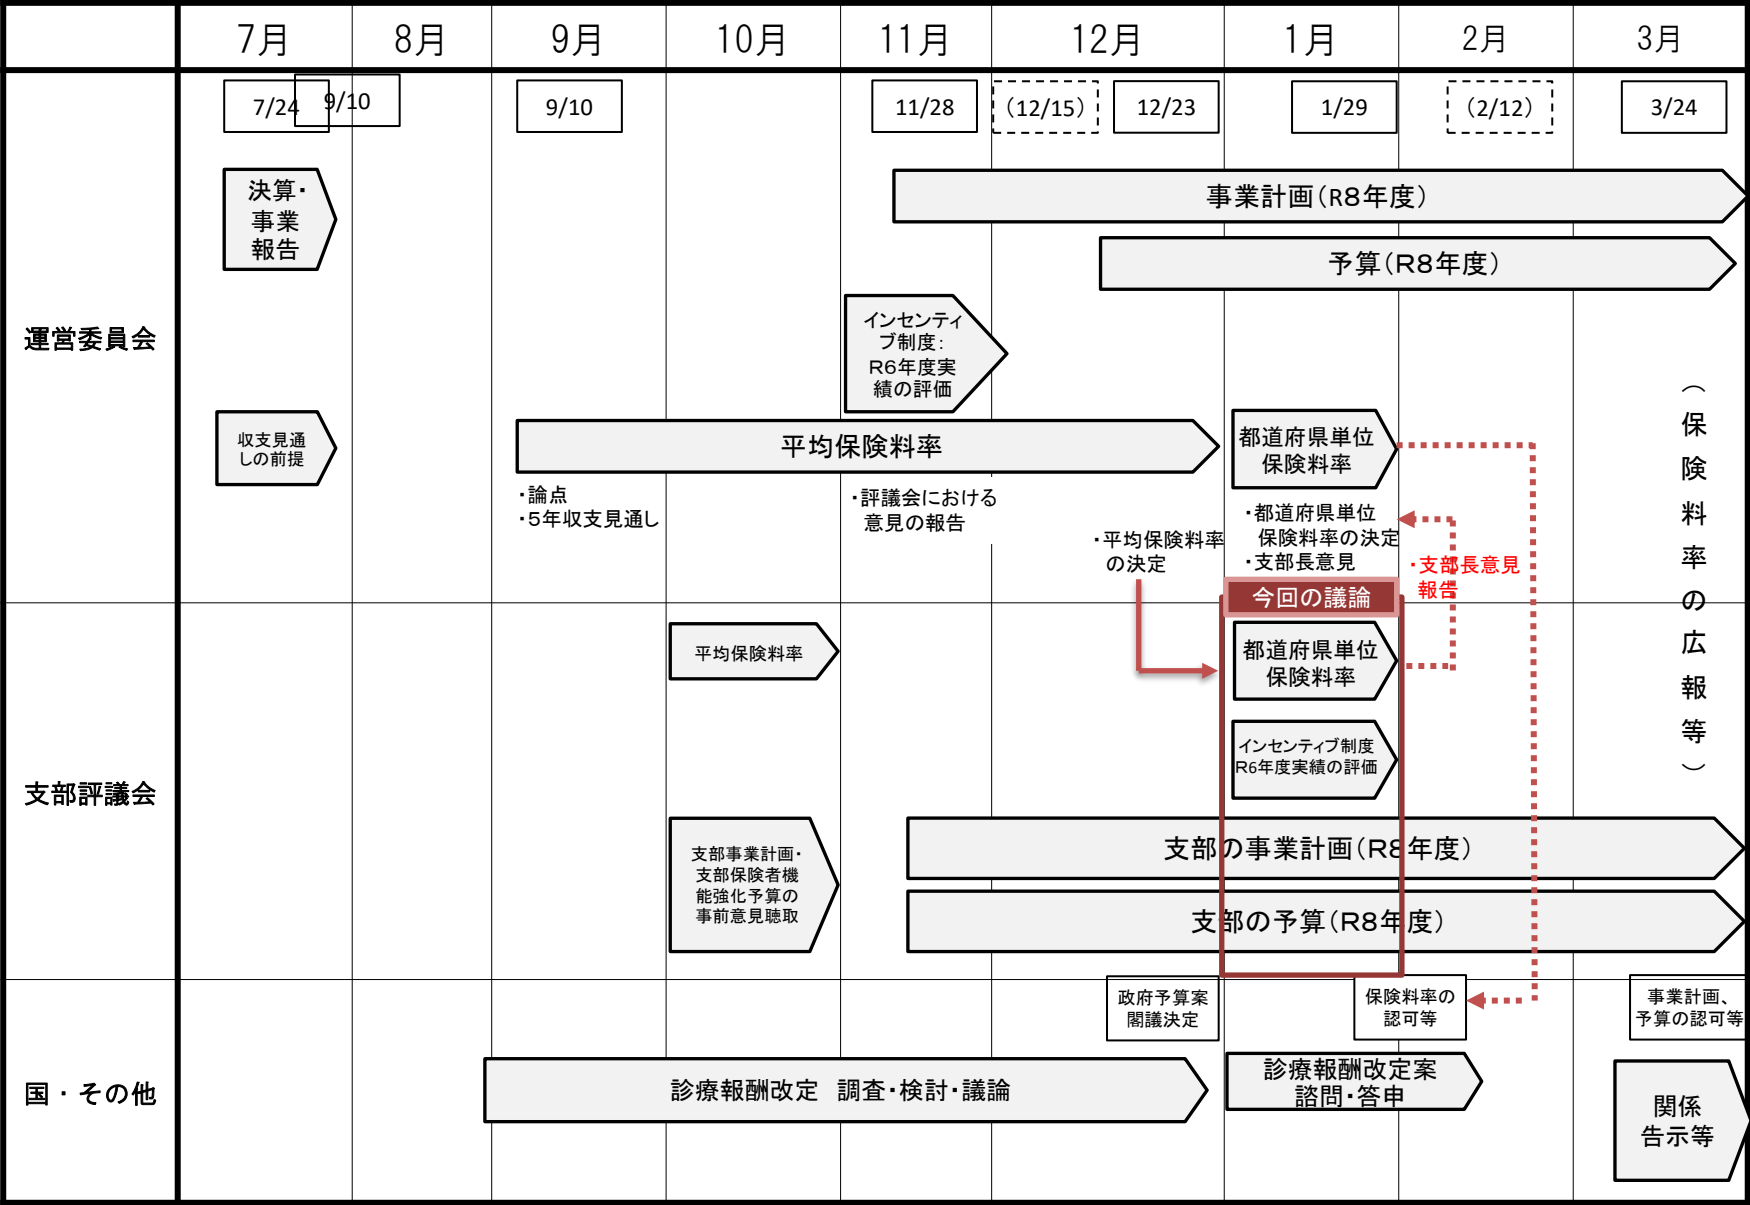 7月
8月
9月
10月
11月
12月
1月
2月
3月
運営委員会
7/24
9/10
9/10
11/28
(12/15)
12/23
1/29
(2/12)
3/24
決算・
事業
報告
事業計画(R8年度)
予算(R8年度)
インセンティ
ブ制度:
R6年度実
績の評価
収支見通
しの前提
平均保険料率
・論点
・5年収支見通し
・評議会における
意見の報告
・平均保険料率
の決定
都道府県単位
保険料率
・都道府県単位
保険料率の決定
・支部長意見
・支部長意見
報告
(保険料率の広報等)
今回の議論
支部評議会
平均保険料率
都道府県単位
保険料率
インセンティブ制度
R6年度実績の評価
支部事業計画・
支部保険者機
能強化予算の
事前意見聴取
支部の事業計画(R8年度)
支部の予算(R8年度)
国・その他
政府予算案
閣議決定
保険料率の
認可等
事業計画、
予算の認可等
診療報酬改定 調査・検討・議論
診療報酬改定案
諮問・答申
関係
告示等